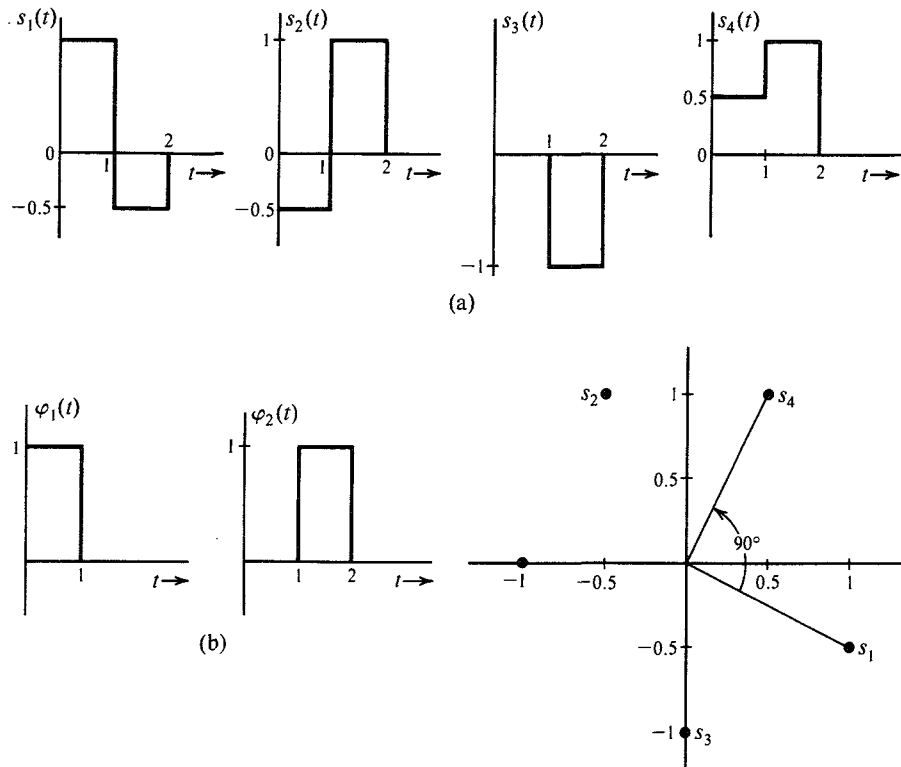 s₁(t)
0
1
2
t→
−0.5
s₂(t)
1
0
1
2
t→
−0.5
s₃(t)
1
2
t→
−1
s₄(t)
1
0.5
0
1
2
t→
(a)
φ₁(t)
1
1
t→
φ₂(t)
1
1
2
t→
(b)
s₂
1
s₄
0.5
90°
−1
−0.5
0.5
1
−0.5
s₁
−1
s₃